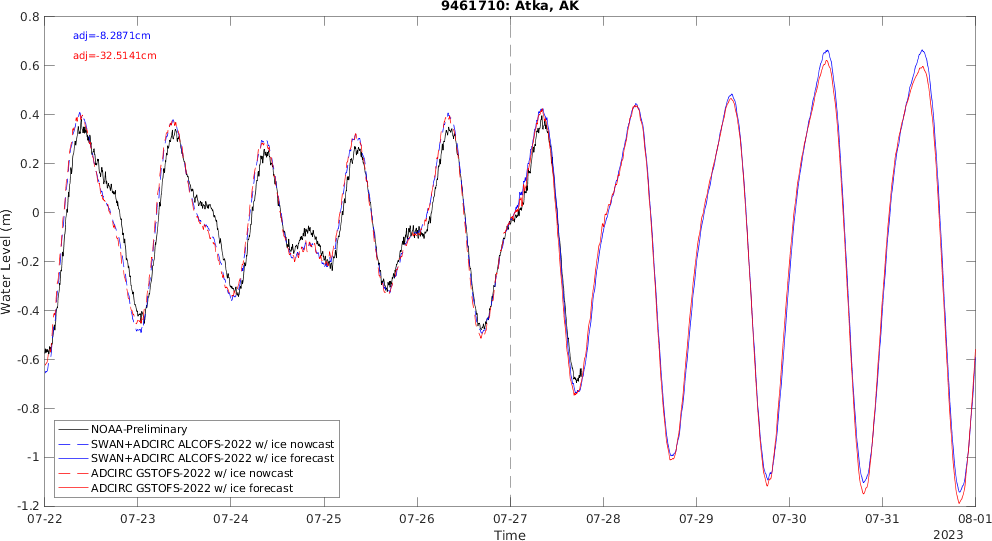 9461710: Atka, AK
adj=-8.2871cm
adj=-32.5141cm
0.8
0.6
0.4
0.2
0
-0.2
-0.4
-0.6
-0.8
-1
-1.2
Water Level (m)
NOAA-Preliminary
SWAN+ADCIRC ALCOFS-2022 w/ ice nowcast
SWAN+ADCIRC ALCOFS-2022 w/ ice forecast
ADCIRC GSTOFS-2022 w/ ice nowcast
ADCIRC GSTOFS-2022 w/ ice forecast
07-22 07-23 07-24 07-25 07-26 07-27 07-28 07-29 07-30 07-31 08-01
Time
2023